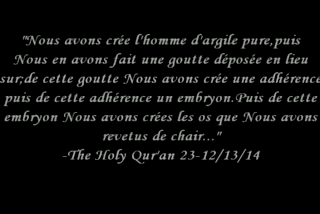 "Nous avons crée l'homme d'argile pure,puis
Nous en avons fait une goutte déposée en lieu
sur;de cette goutte Nous avons crée une adhérence
puis de cette adhérence un embryon.Puis de cette
embryon Nous avons crées les os que Nous avons
revetus de chair..."
-The Holy Qur'an 23-12/13/14